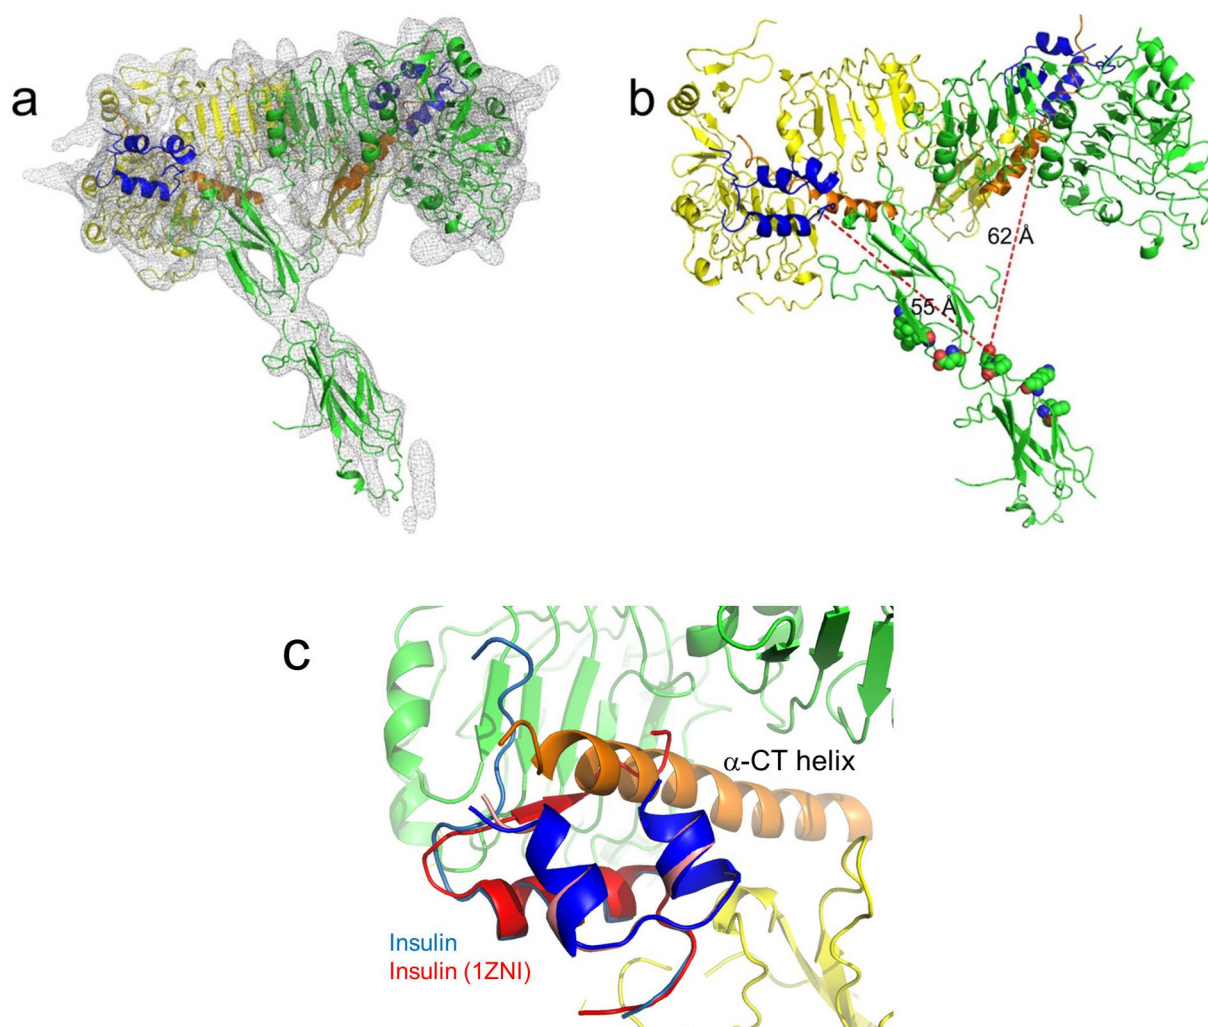 a
b
62 Å
55 Å
c
α-CT helix
Insulin
Insulin (1ZNI)